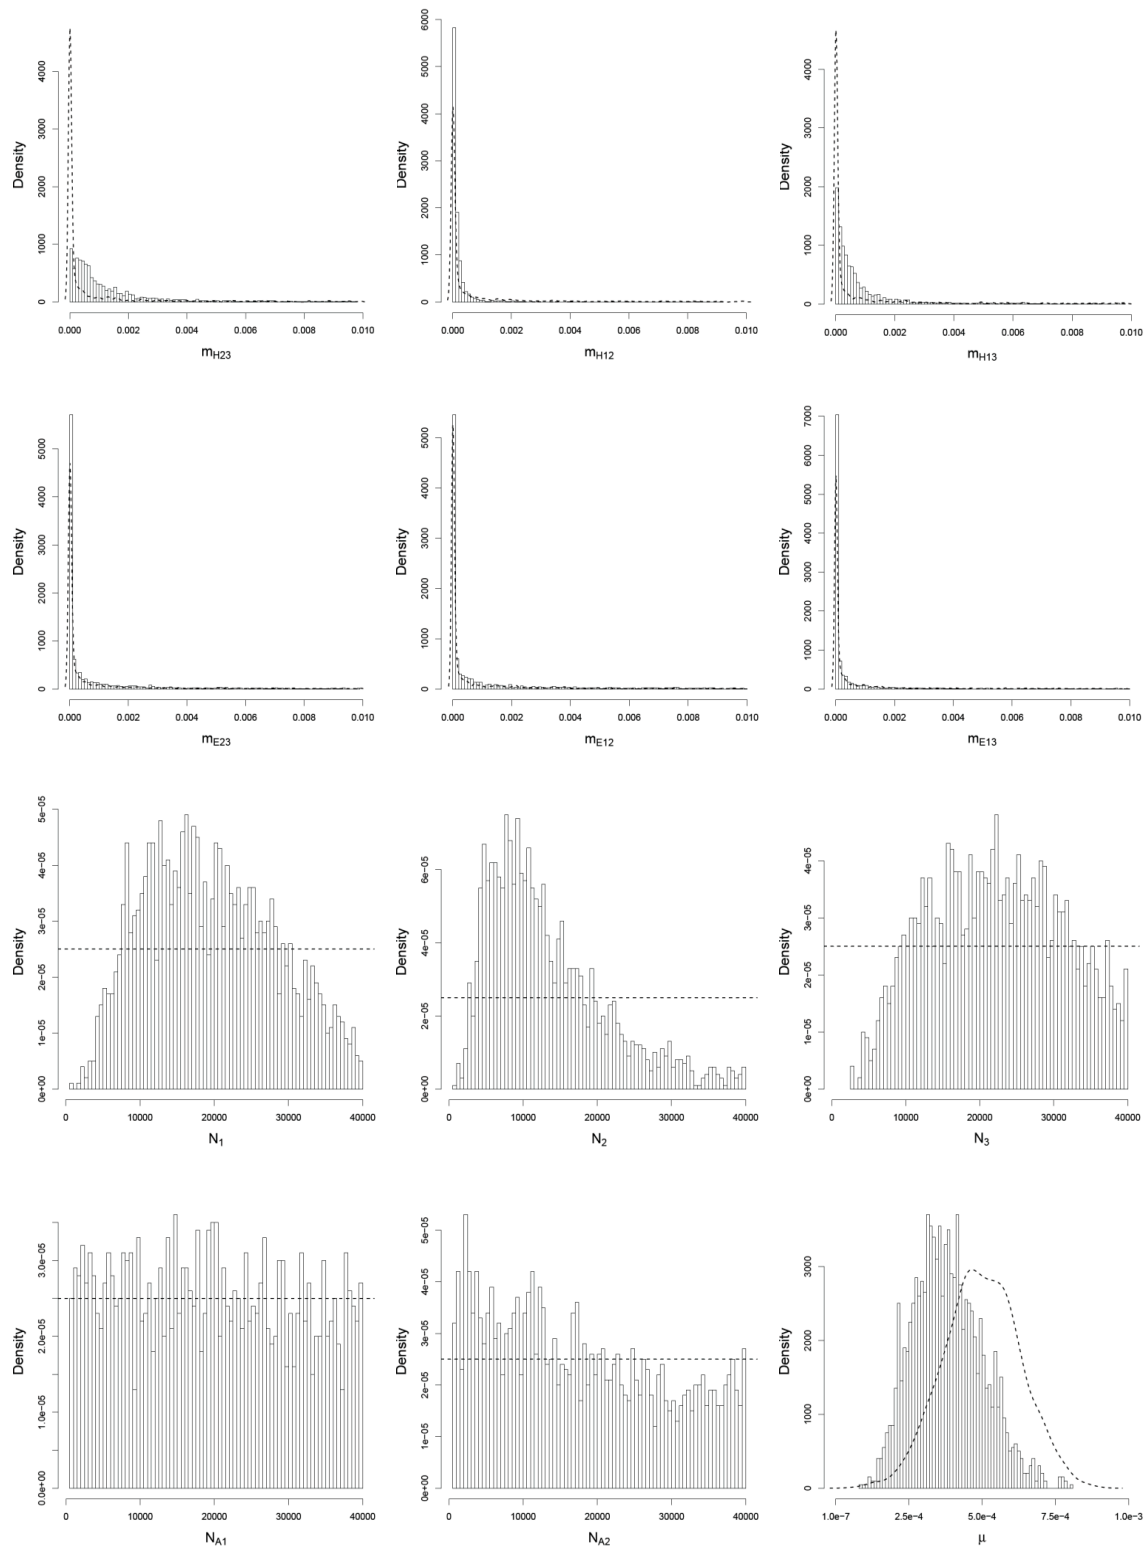 Density
0 1000 2000 3000 4000
0.000 0.002 0.004 0.006 0.008 0.010
mH23
Density
0 1000 2000 3000 4000 5000 6000
0.000 0.002 0.004 0.006 0.008 0.010
mH12
Density
0 1000 2000 3000 4000
0.000 0.002 0.004 0.006 0.008 0.010
mH13
Density
0 1000 2000 3000 4000 5000
0.000 0.002 0.004 0.006 0.008 0.010
mE23
Density
0 1000 2000 3000 4000 5000
0.000 0.002 0.004 0.006 0.008 0.010
mE12
Density
0 1000 2000 3000 4000 5000 6000 7000
0.000 0.002 0.004 0.006 0.008 0.010
mE13
Density
0e+00 1e-05 2e-05 3e-05 4e-05 5e-05
0 10000 20000 30000 40000
N1
Density
0e+00 2e-05 4e-05 6e-05
0 10000 20000 30000 40000
N2
Density
0e+00 1e-05 2e-05 3e-05 4e-05
0 10000 20000 30000 40000
N3
Density
0.0e+00 1.0e-05 2.0e-05 3.0e-05
0 10000 20000 30000 40000
NA1
Density
0e+00 1e-05 2e-05 3e-05 4e-05 5e-05
0 10000 20000 30000 40000
NA2
Density
0 1000 2000 3000
1.0e-7 2.5e-4 5.0e-4 7.5e-4 1.0e-3
μ